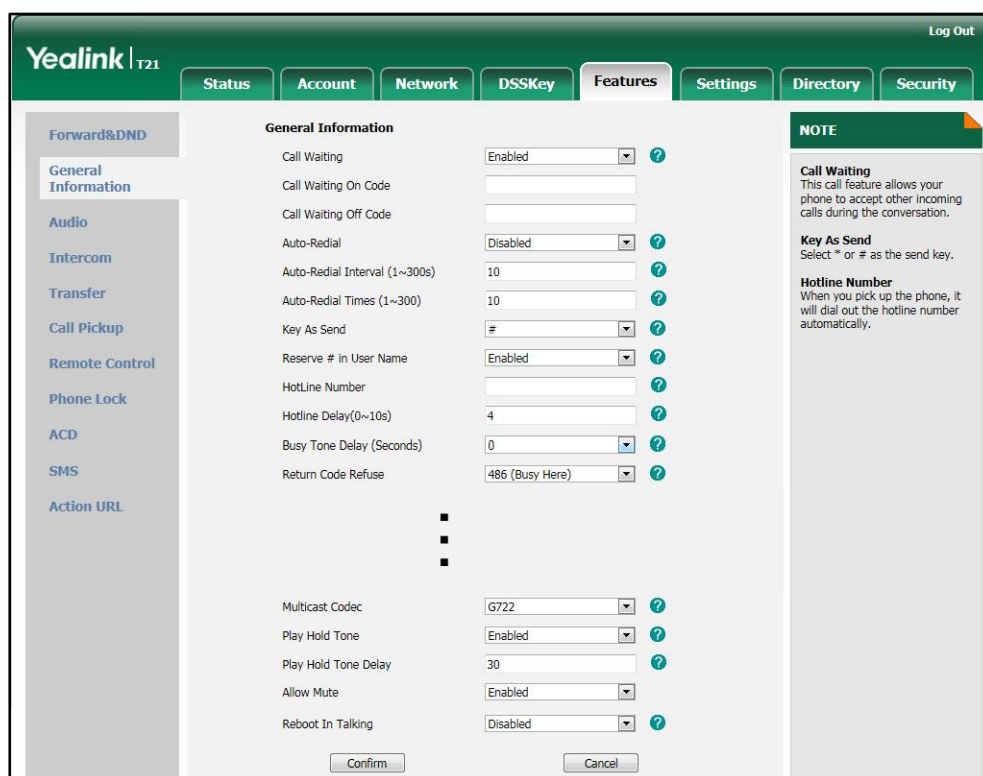 Log Out
Yealink | T21
Status Account Network DSSKey Features Settings Directory Security
Forward&DND
General
Information
Audio
Intercom
Transfer
Call Pickup
Remote Control
Phone Lock
ACD
SMS
Action URL
General Information
Call Waiting Enabled ?
Call Waiting On Code
Call Waiting Off Code
Auto-Redial Disabled ?
Auto-Redial Interval (1~300s) 10 ?
Auto-Redial Times (1~300) 10 ?
Key As Send # ?
Reserve # in User Name Enabled ?
HotLine Number ?
Hotline Delay(0~10s) 4 ?
Busy Tone Delay (Seconds) 0 ?
Return Code Refuse 486 (Busy Here) ?
Multicast Codec G722 ?
Play Hold Tone Enabled ?
Play Hold Tone Delay 30 ?
Allow Mute Enabled
Reboot In Talking Disabled ?
Confirm Cancel
NOTE
Call Waiting
This call feature allows your
phone to accept other incoming
calls during the conversation.
Key As Send
Select * or # as the send key.
Hotline Number
When you pick up the phone, it
will dial out the hotline number
automatically.